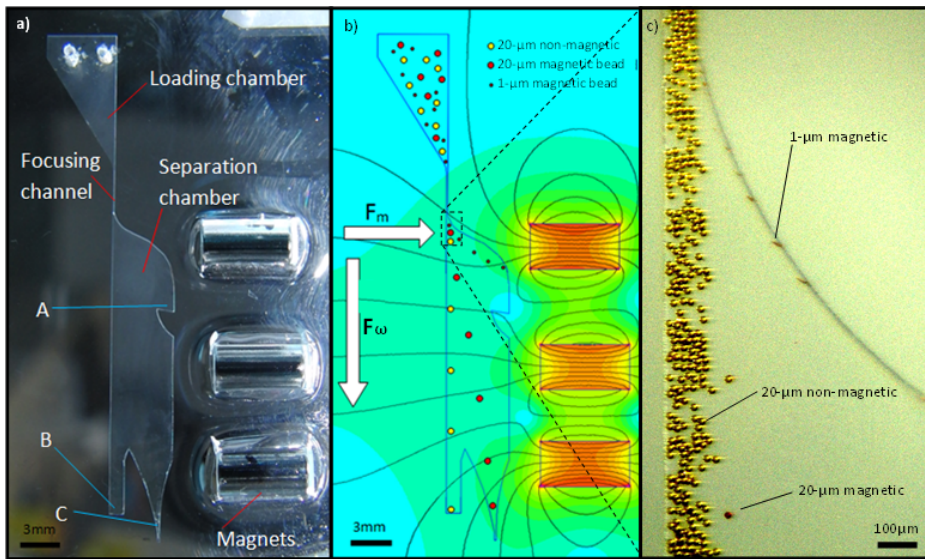 a)
Loading chamber
Focusing
channel
Separation
chamber
A
B
C
Magnets
3mm
b)
20-µm non-magnetic
20-µm magnetic bead
1-µm magnetic bead
Fm
Fω
3mm
c)
1-µm magnetic
20-µm non-magnetic
20-µm magnetic
100µm